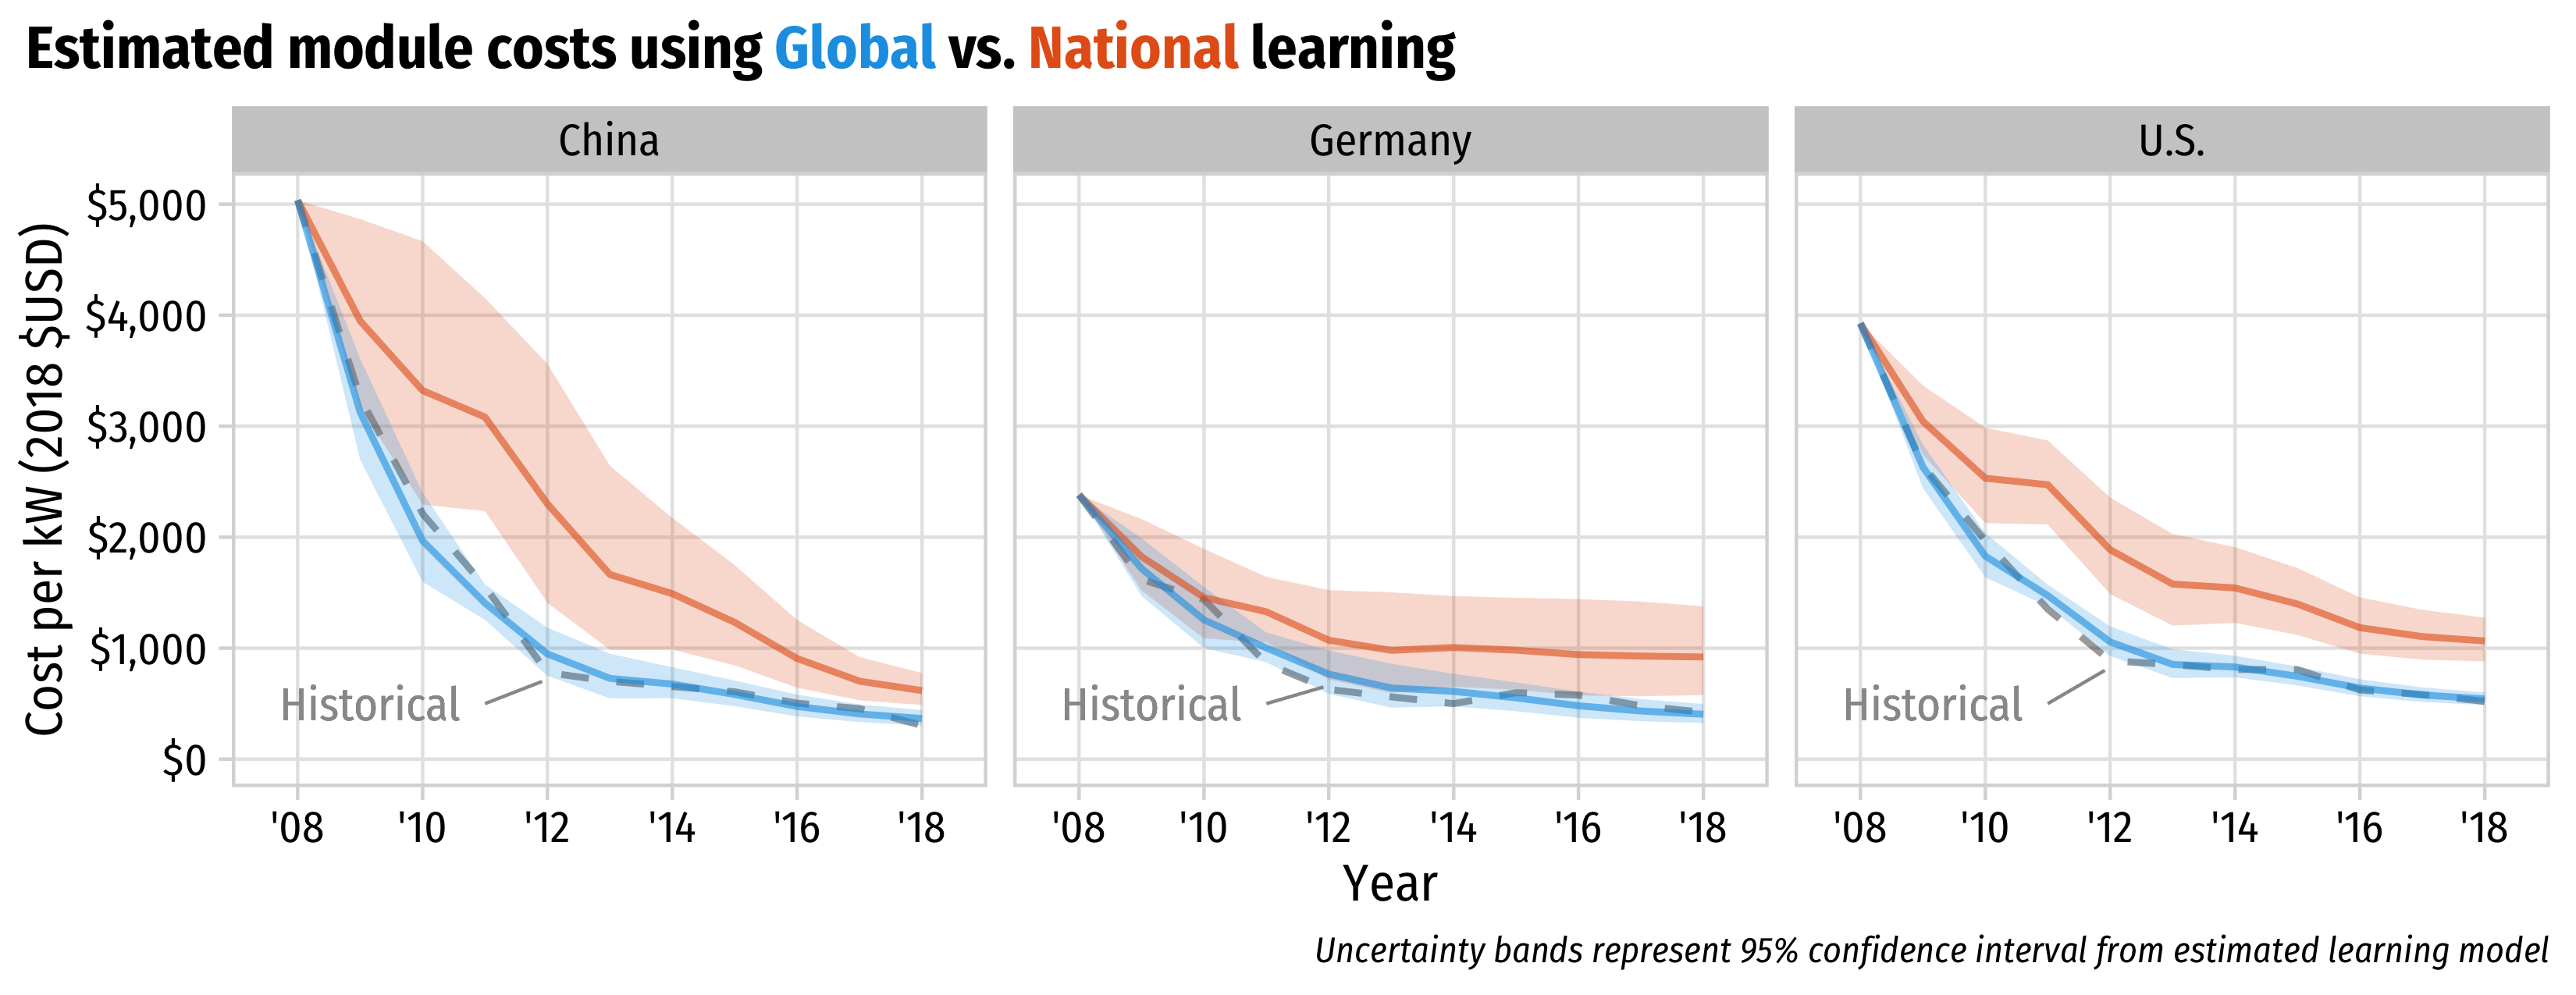 Estimated module costs using Global vs. National learning
China
Germany
U.S.
Cost per kW (2018 $USD)
$5,000
$4,000
$3,000
$2,000
$1,000
$0
Historical
Historical
Historical
'08 '10 '12 '14 '16 '18
'08 '10 '12 '14 '16 '18
'08 '10 '12 '14 '16 '18
Year
Uncertainty bands represent 95% confidence interval from estimated learning model